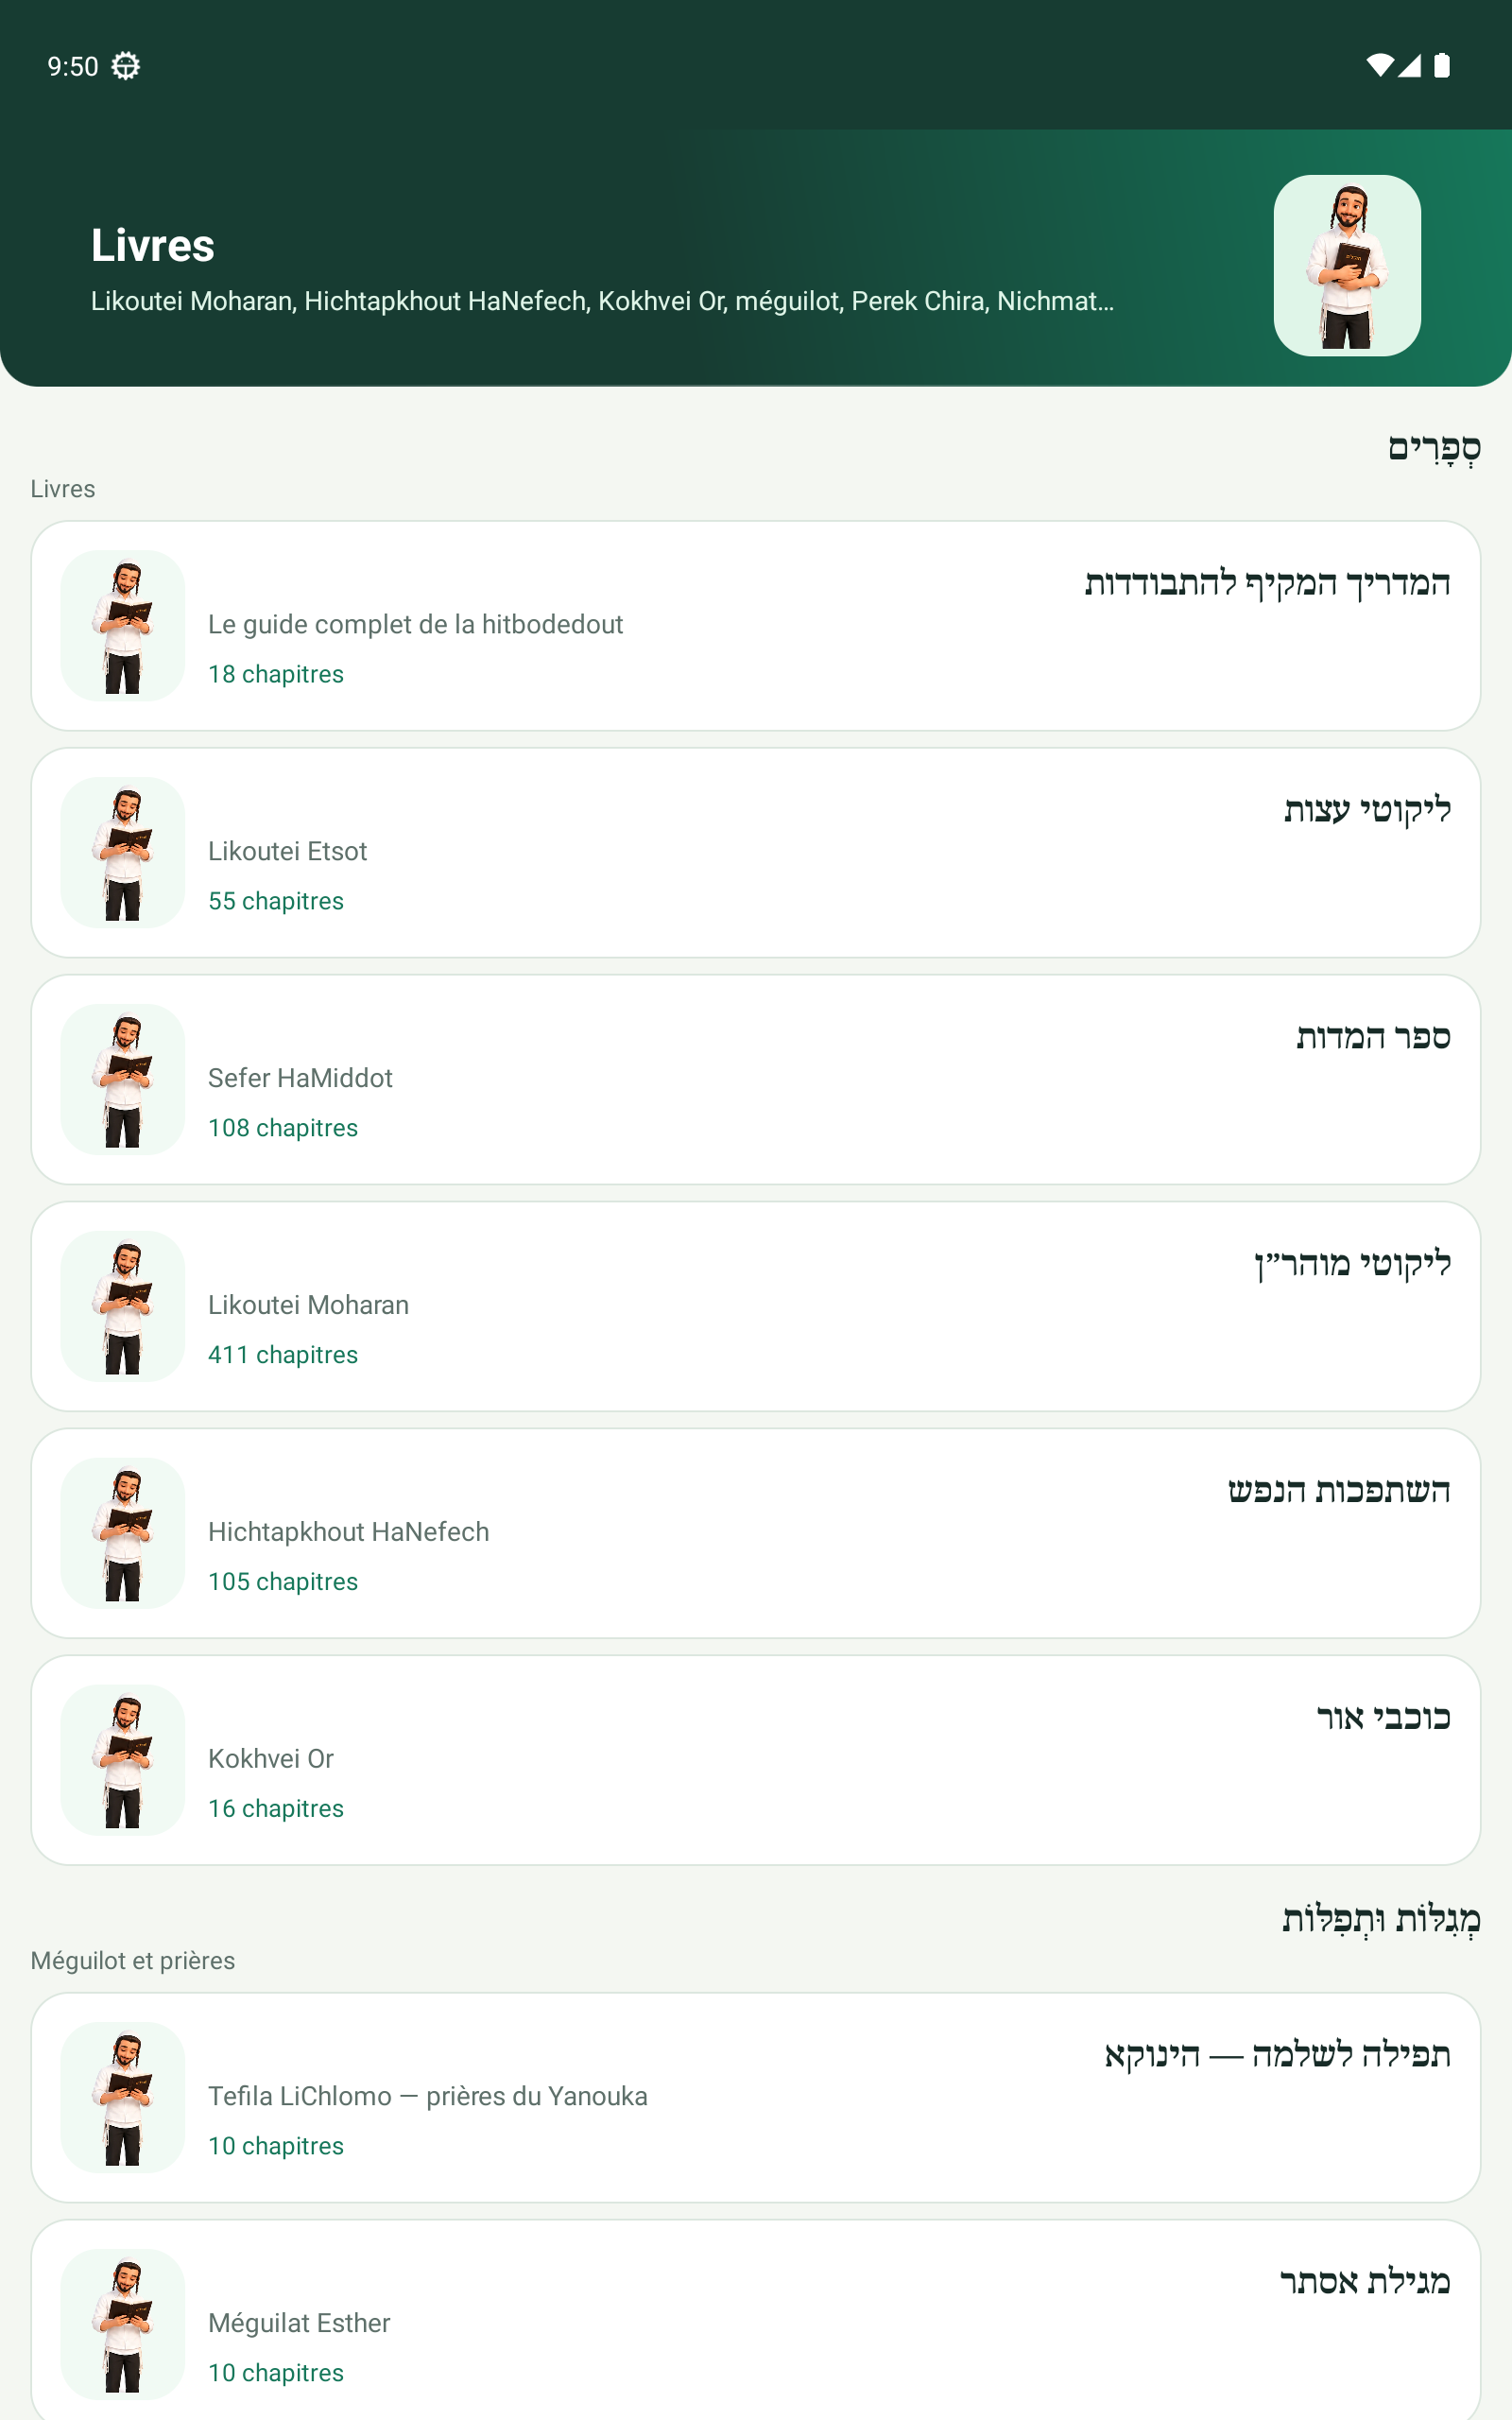 9:50
Livres
Likoutei Moharan, Hichtapkhout HaNefech, Kokhvei Or, méguilot, Perek Chira, Nichmat…
סְפָרִים
Livres
המדריך המקיף להתבודדות
Le guide complet de la hitbodedout
18 chapitres
ליקוטי עצות
Likoutei Etsot
55 chapitres
ספר המדות
Sefer HaMiddot
108 chapitres
ליקוטי מוהר״ן
Likoutei Moharan
411 chapitres
השתפכות הנפש
Hichtapkhout HaNefech
105 chapitres
כוכבי אור
Kokhvei Or
16 chapitres
מְגִלּוֹת וּתְפִלּוֹת
Méguilot et prières
תפילה לשלמה — הינוקא
Tefila LiChlomo — prières du Yanouka
10 chapitres
מגילת אסתר
Méguilat Esther
10 chapitres